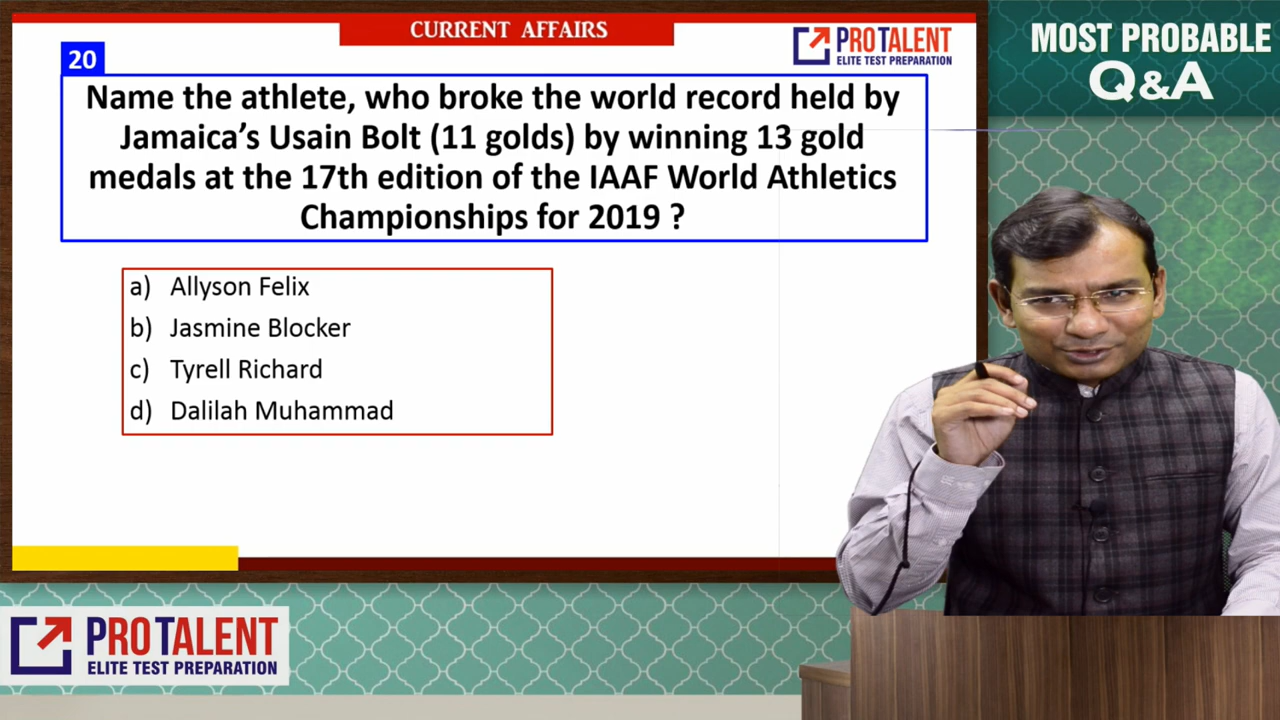 CURRENT AFFAIRS
PROTALENT
ELITE TEST PREPARATION
MOST PROBABLE
Q&A
20
Name the athlete, who broke the world record held by
Jamaica's Usain Bolt (11 golds) by winning 13 gold
medals at the 17th edition of the IAAF World Athletics
Championships for 2019 ?
a) Allyson Felix
b) Jasmine Blocker
c) Tyrell Richard
d) Dalilah Muhammad
PROTALENT
ELITE TEST PREPARATION